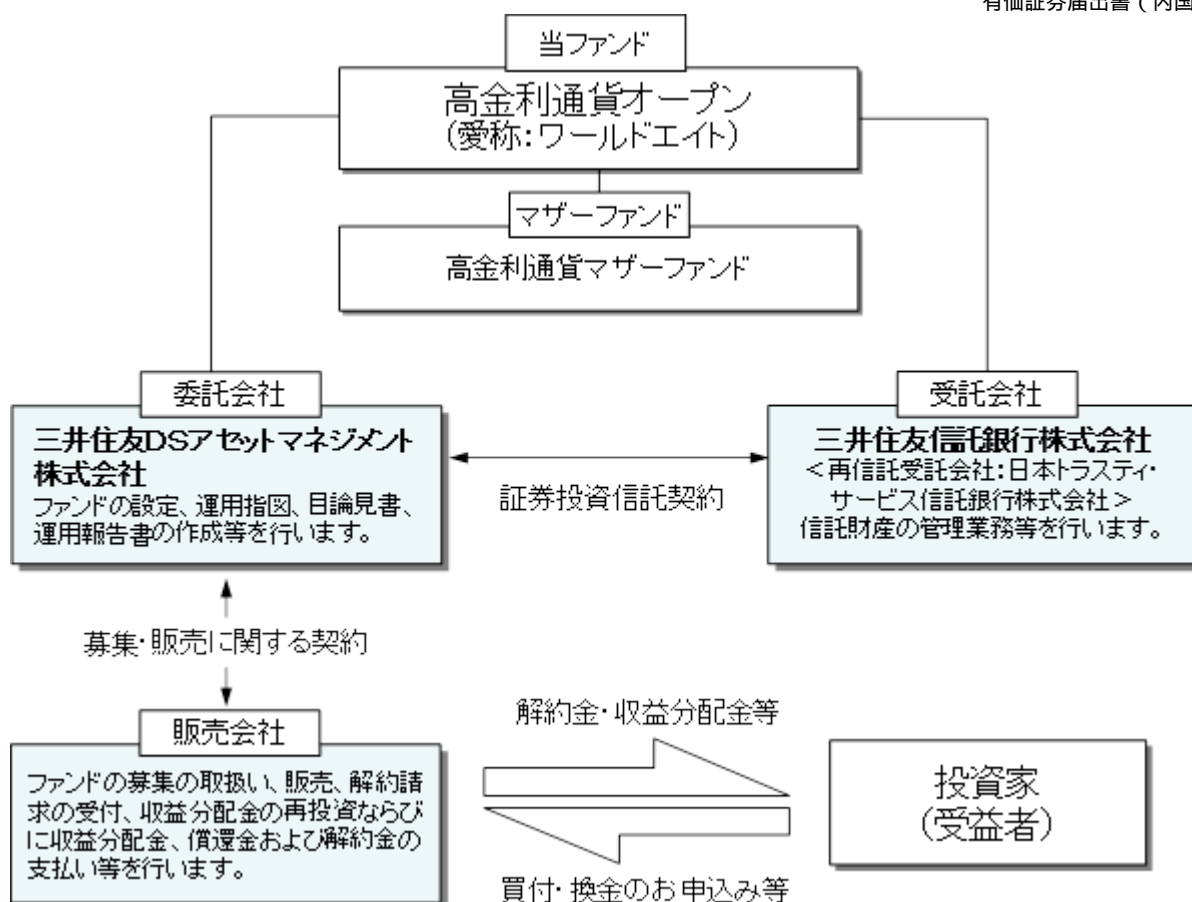 有価証券届出書（内国
当ファンド
高金利通貨オープン
(愛称：ワールドエイト)
マザーファンド
高金利通貨マザーファンド
委託会社
三井住友DSアセットマネジメント
株式会社
ファンドの設定、運用指図、目論見書、
運用報告書の作成等を行います。
証券投資信託契約
受託会社
三井住友信託銀行株式会社
＜再信託受託会社：日本トラスティ・
サービス信託銀行株式会社＞
信託財産の管理業務等を行います。
募集・販売に関する契約
販売会社
ファンドの募集の取扱い、販売、解約請
求の受付、収益分配金の再投資ならび
に収益分配金、償還金および解約金の
支払い等を行います。
解約金・収益分配金等
買付・換金のお申込み等
投資家
(受益者)